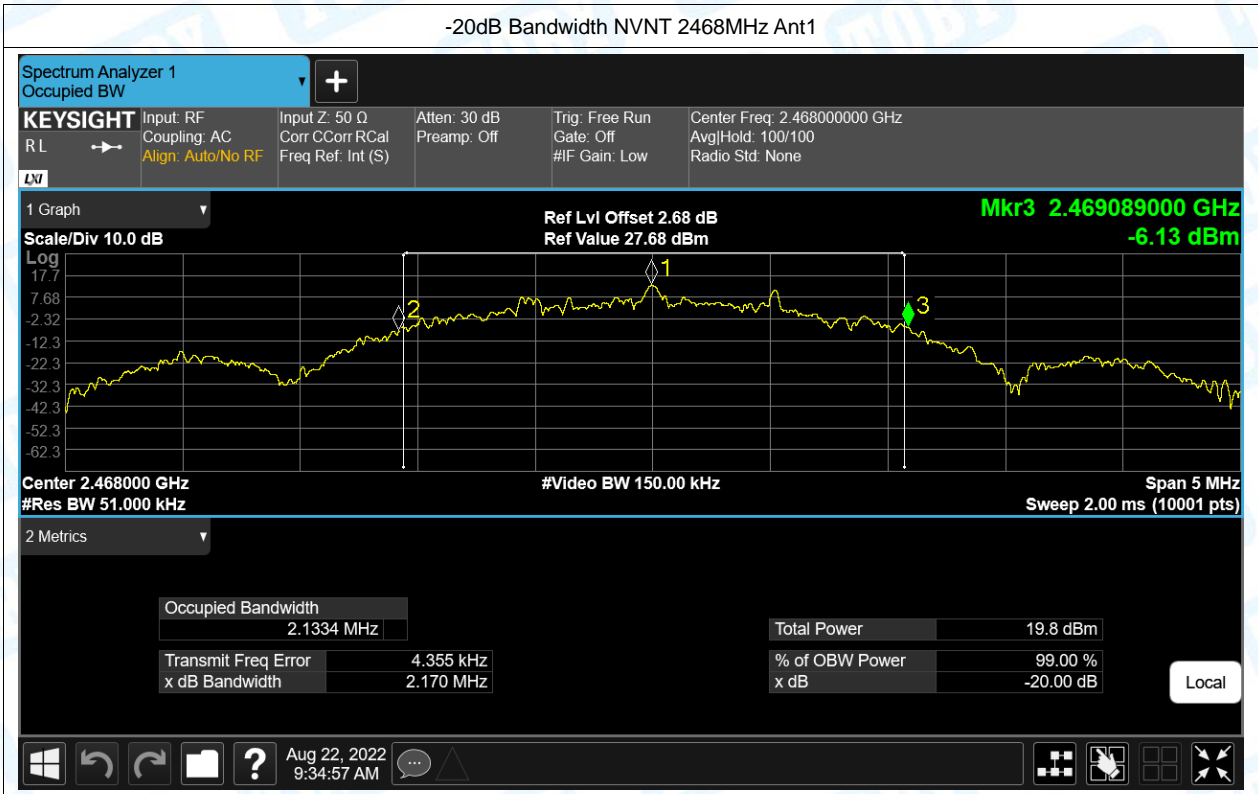 -20dB Bandwidth NVNT 2468MHz Ant1
Spectrum Analyzer 1
Occupied BW
KEYSIGHT
R L
LXI
Input: RF
Coupling: AC
Align: Auto/No RF
Input Z: 50 Ω
Corr CCorr RCal
Freq Ref: Int (S)
Atten: 30 dB
Preamp: Off
Trig: Free Run
Gate: Off
#IF Gain: Low
Center Freq: 2.468000000 GHz
Avg|Hold: 100/100
Radio Std: None
1 Graph
Scale/Div 10.0 dB
Ref Lvl Offset 2.68 dB
Ref Value 27.68 dBm
Mkr3 2.469089000 GHz
-6.13 dBm
Log
17.7
7.68
-2.32
-12.3
-22.3
-32.3
-42.3
-52.3
-62.3
1
2
3
Center 2.468000 GHz
#Res BW 51.000 kHz
#Video BW 150.00 kHz
Span 5 MHz
Sweep 2.00 ms (10001 pts)
2 Metrics
Occupied Bandwidth
2.1334 MHz
Transmit Freq Error 4.355 kHz
x dB Bandwidth 2.170 MHz
Total Power 19.8 dBm
% of OBW Power 99.00 %
x dB -20.00 dB
Local
?
Aug 22, 2022
9:34:57 AM